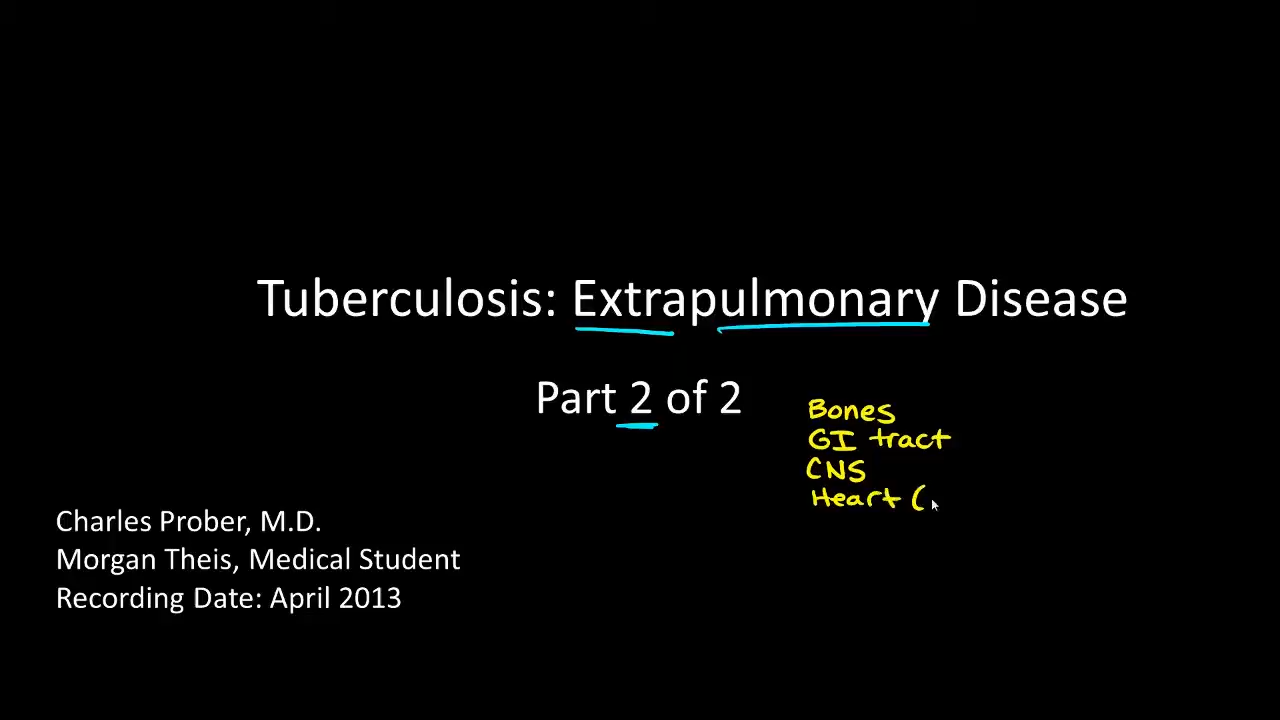 Tuberculosis: Extrapulmonary Disease
Part 2 of 2
Bones
GI tract
CNS
Heart (
Charles Prober, M.D.
Morgan Theis, Medical Student
Recording Date: April 2013